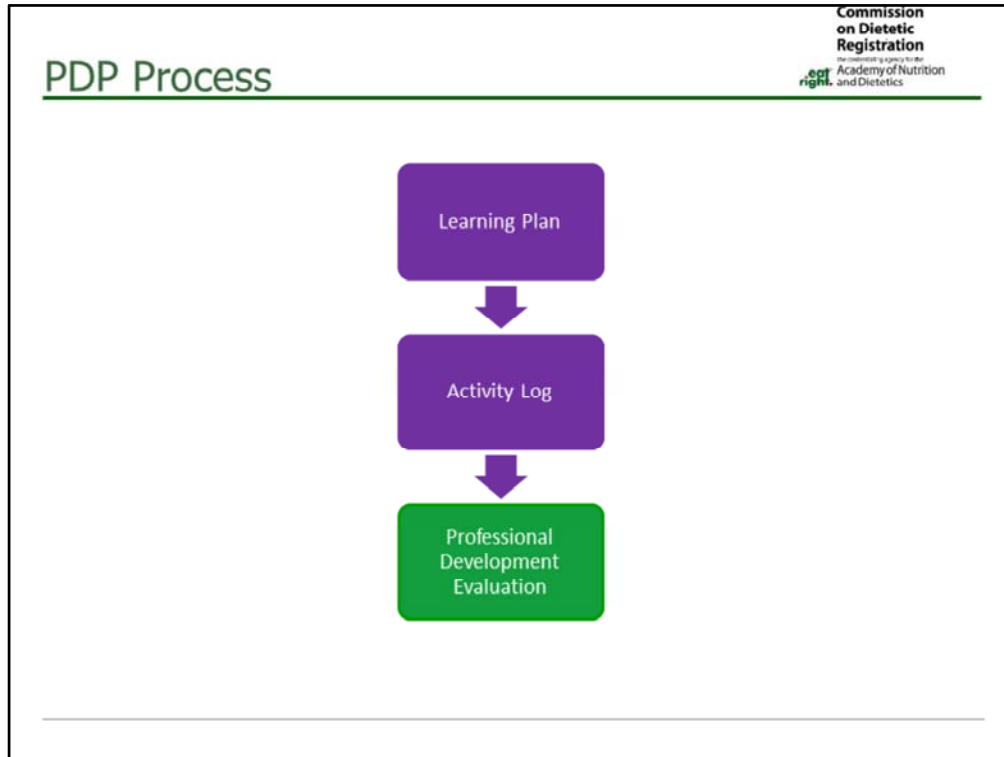 Commission
on Dietetic
Registration
the credentialing agency for the
eat Academy of Nutrition
right. and Dietetics
PDP Process
Learning Plan
Activity Log
Professional
Development
Evaluation